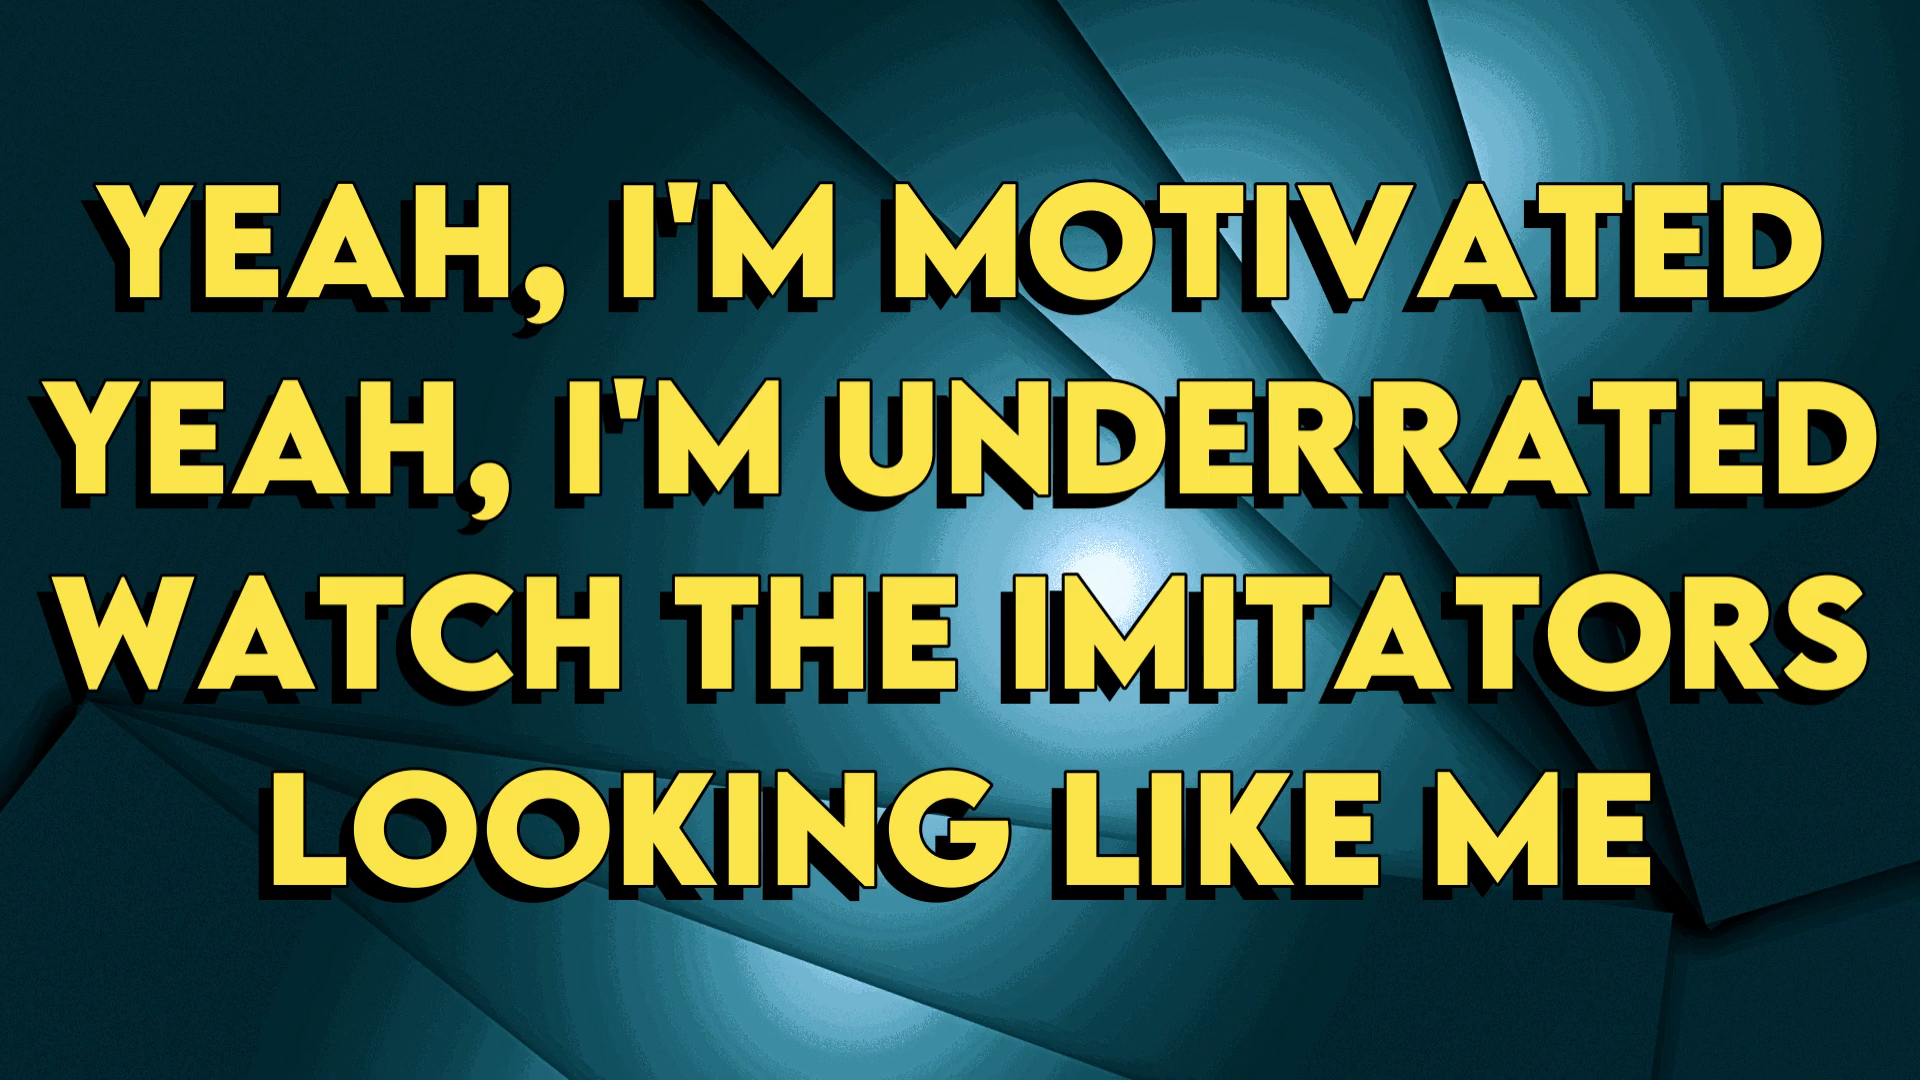 YEAH, I'M MOTIVATED
YEAH, I'M UNDERRATED
WATCH THE IMITATORS
LOOKING LIKE ME